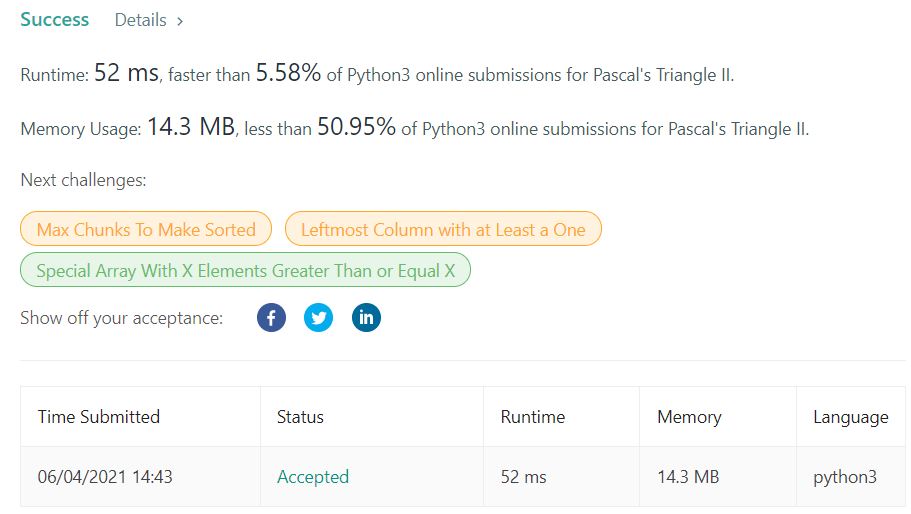 Success Details >
Runtime: 52 ms, faster than 5.58% of Python3 online submissions for Pascal's Triangle II.
Memory Usage: 14.3 MB, less than 50.95% of Python3 online submissions for Pascal's Triangle II.
Next challenges:
Max Chunks To Make Sorted Leftmost Column with at Least a One
Special Array With X Elements Greater Than or Equal X
Show off your acceptance:
Time Submitted Status Runtime Memory Language
06/04/2021 14:43 Accepted 52 ms 14.3 MB python3